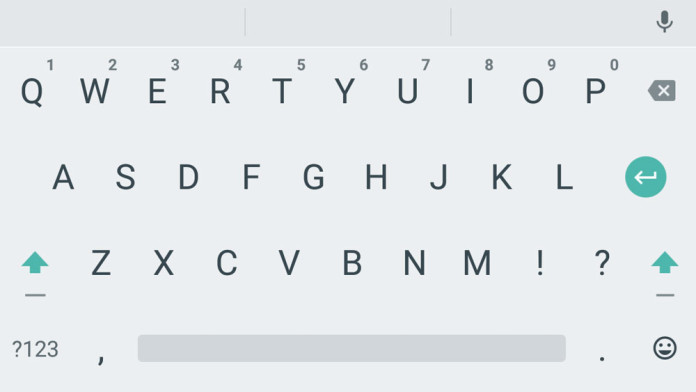 1 2 3 4 5 6 7 8 9 0
Q W E R T Y U I O P
A S D F G H J K L
Z X C V B N M ! ?
?123 , .